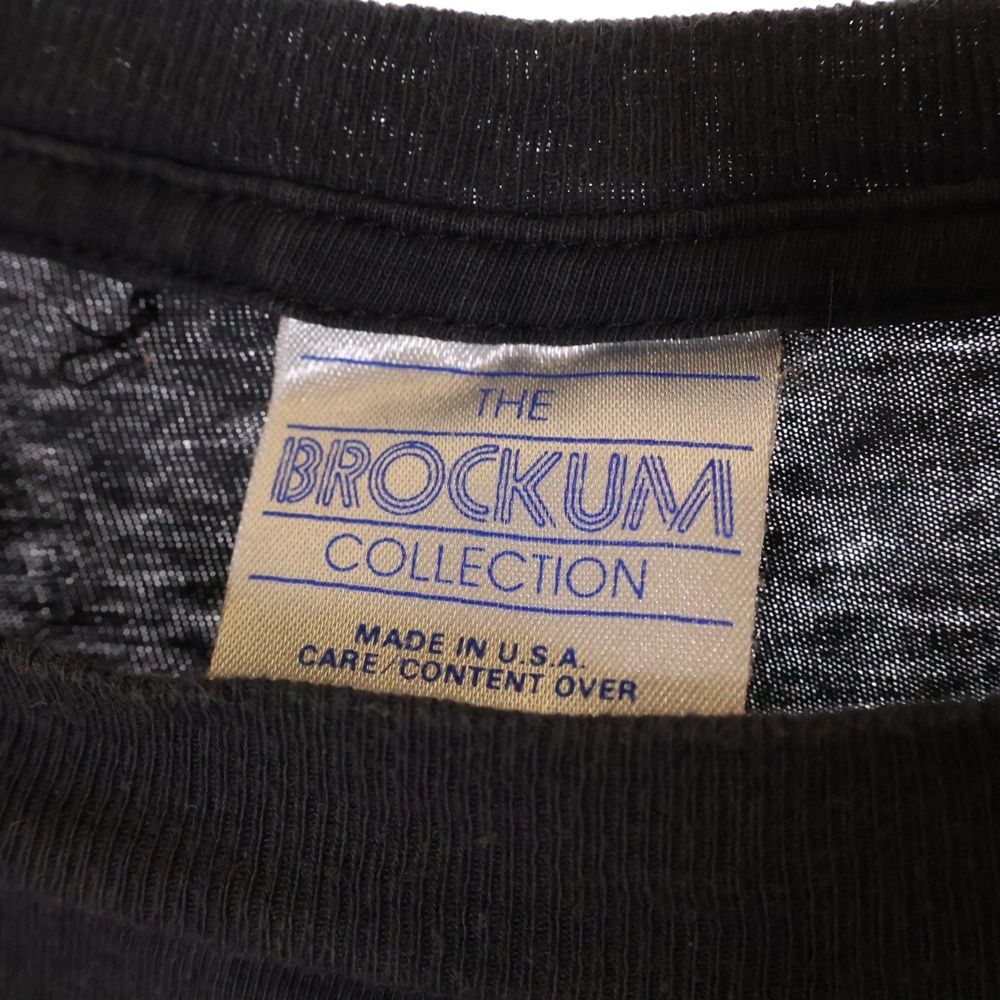 THE
BROCKUM
COLLECTION
MADE IN U.S.A.
CARE/CONTENT OVER